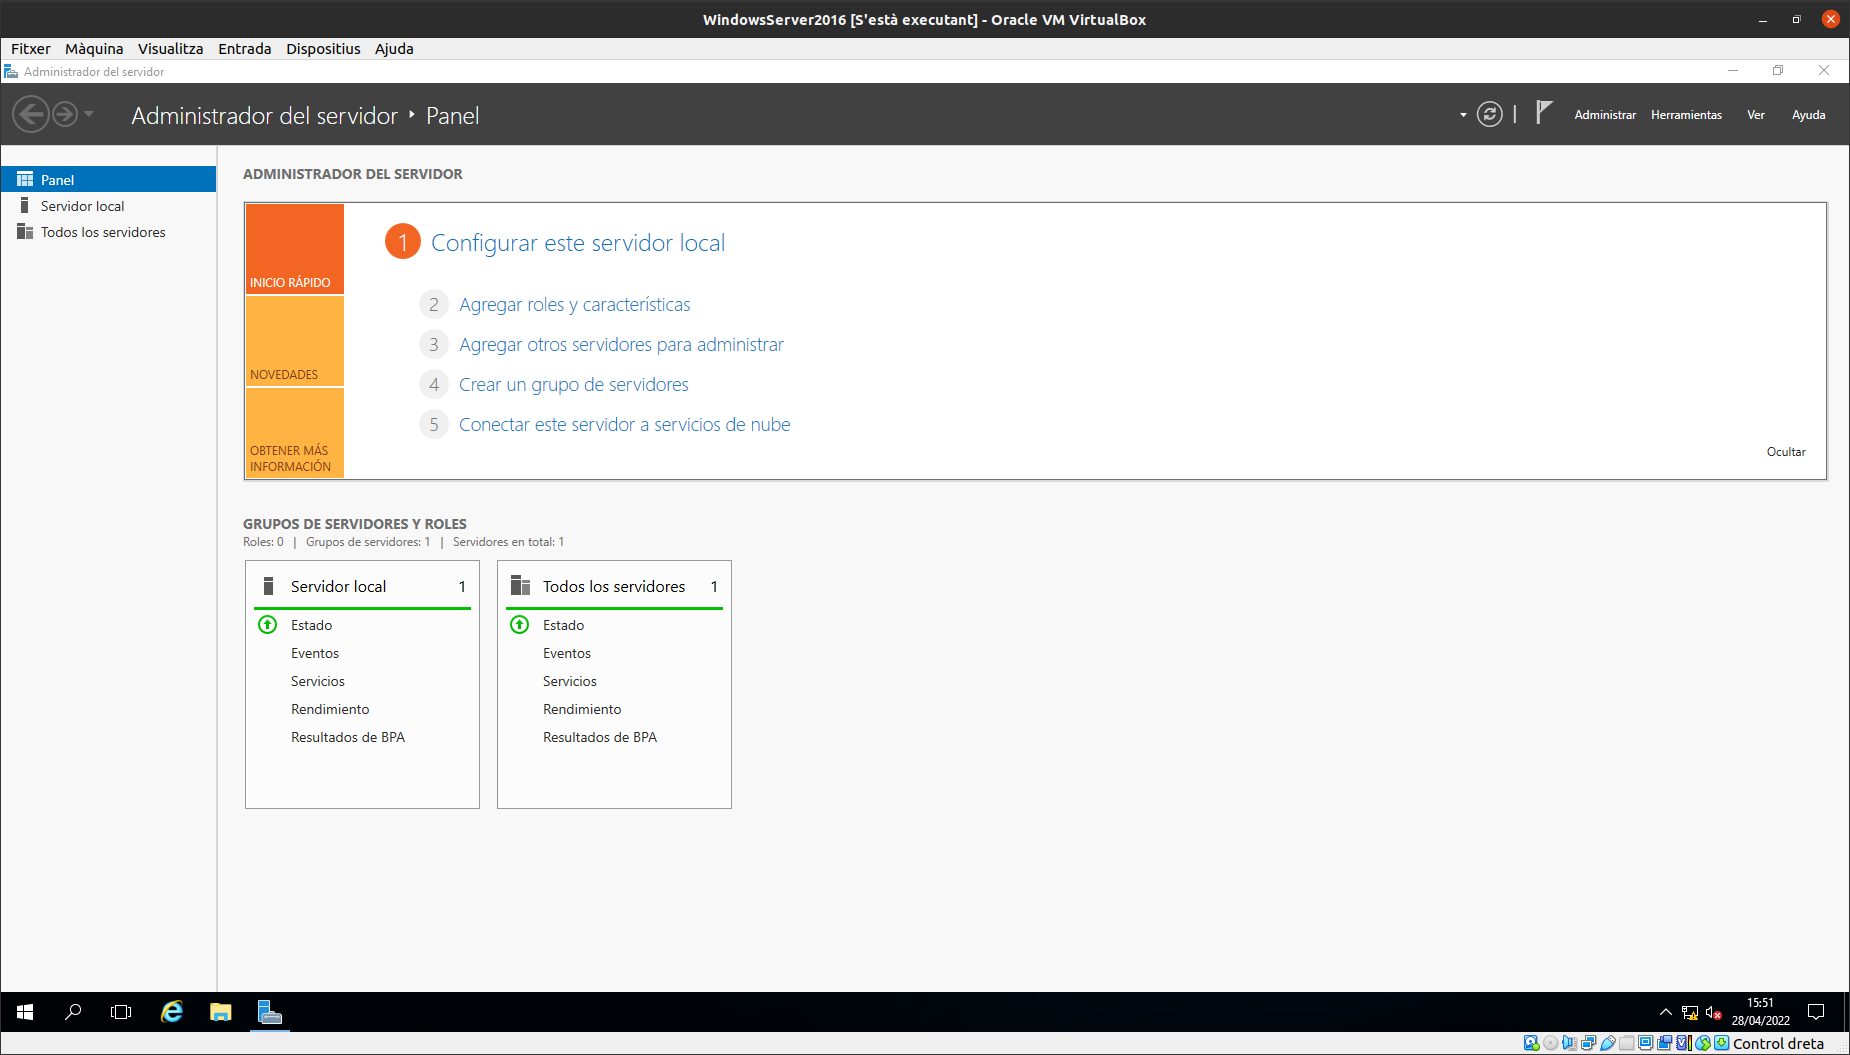 WindowsServer2016 [S'està executant] - Oracle VM VirtualBox
Fitxer Màquina Visualitza Entrada Dispositius Ajuda
Administrador del servidor
Administrador del servidor ‣ Panel
Administrar Herramientas Ver Ayuda
Panel
Servidor local
Todos los servidores
ADMINISTRADOR DEL SERVIDOR
INICIO RÁPIDO
NOVEDADES
OBTENER MÁS
INFORMACIÓN
1 Configurar este servidor local
2 Agregar roles y características
3 Agregar otros servidores para administrar
4 Crear un grupo de servidores
5 Conectar este servidor a servicios de nube
Ocultar
GRUPOS DE SERVIDORES Y ROLES
Roles: 0 | Grupos de servidores: 1 | Servidores en total: 1
Servidor local 1
Estado
Eventos
Servicios
Rendimiento
Resultados de BPA
Todos los servidores 1
Estado
Eventos
Servicios
Rendimiento
Resultados de BPA
15:51
28/04/2022
Control dreta